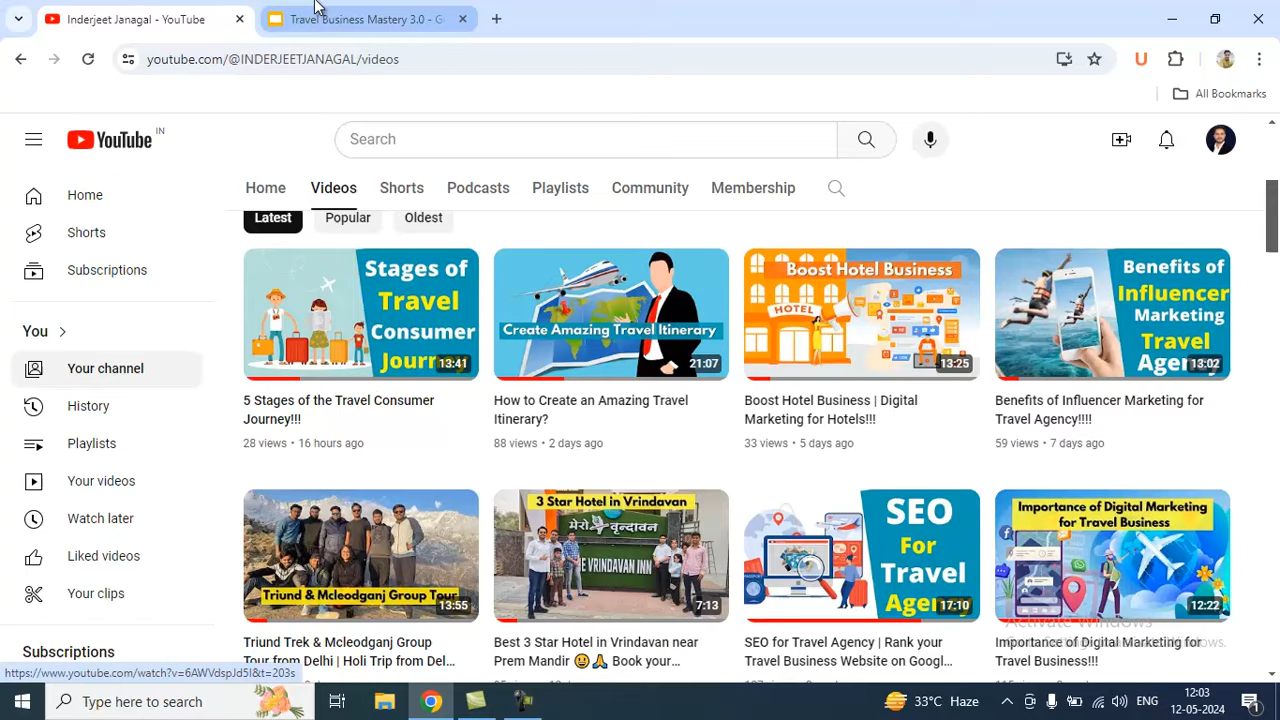 Inderjeet Janagal - YouTube
Travel Business Mastery 3.0 - G
youtube.com/@INDERJEETJANAGAL/videos
All Bookmarks
YouTube IN
Search
Home Videos Shorts Podcasts Playlists Community Membership
Latest Popular Oldest
Home
Shorts
Subscriptions
You
Your channel
History
Playlists
Your videos
Watch later
Liked videos
Your clips
Subscriptions
Stages of
Travel
Consumer
Journ
13:41
5 Stages of the Travel Consumer
Journey!!!
28 views • 16 hours ago
Create Amazing Travel Itinerary
21:07
How to Create an Amazing Travel
Itinerary?
88 views • 2 days ago
Boost Hotel Business
HOTEL
13:25
Boost Hotel Business | Digital
Marketing for Hotels!!!
33 views • 5 days ago
Benefits of
Influencer
Marketing
Travel
Agen
13:02
Benefits of Influencer Marketing for
Travel Agency!!!!
59 views • 7 days ago
Triund & Mcleodganj Group Tour
13:55
Triund Trek & Mcleodganj Group
Tour from Delhi | Holi Trip from Del...
3 Star Hotel in Vrindavan
मेरो वृन्दावन
E VRINDAVAN INN
7:13
Best 3 Star Hotel in Vrindavan near
Prem Mandir 😃🙏 Book your...
SEO
For
Travel
Agen
17:10
SEO for Travel Agency | Rank your
Travel Business Website on Googl...
Importance of Digital Marketing
for Travel Business
12:22
Importance of Digital Marketing for
Travel Business!!!
Activate Windows
https://www.youtube.com/watch?v=6AWVdspJd5I&t=203s
Type here to search
33°C Haze
ENG
12:03
12-05-2024